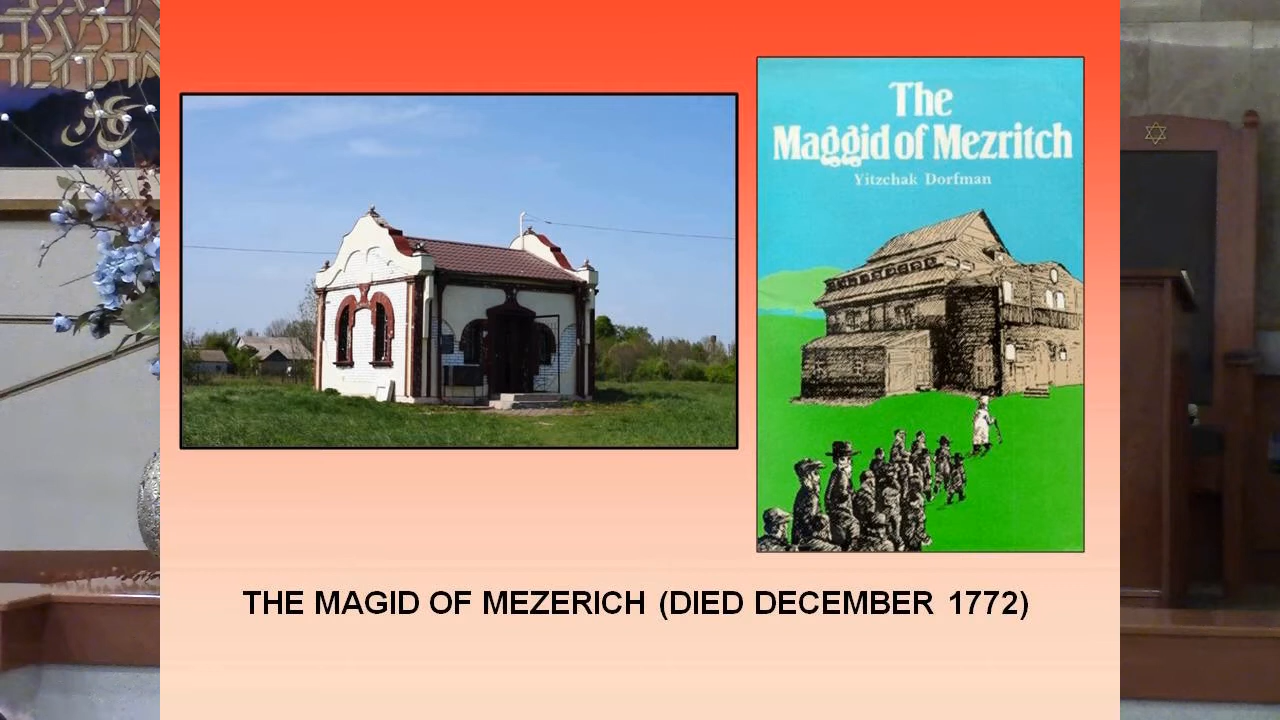 The
Maggid of Mezritch
Yitzchak Dorfman
THE MAGID OF MEZERICH (DIED DECEMBER 1772)